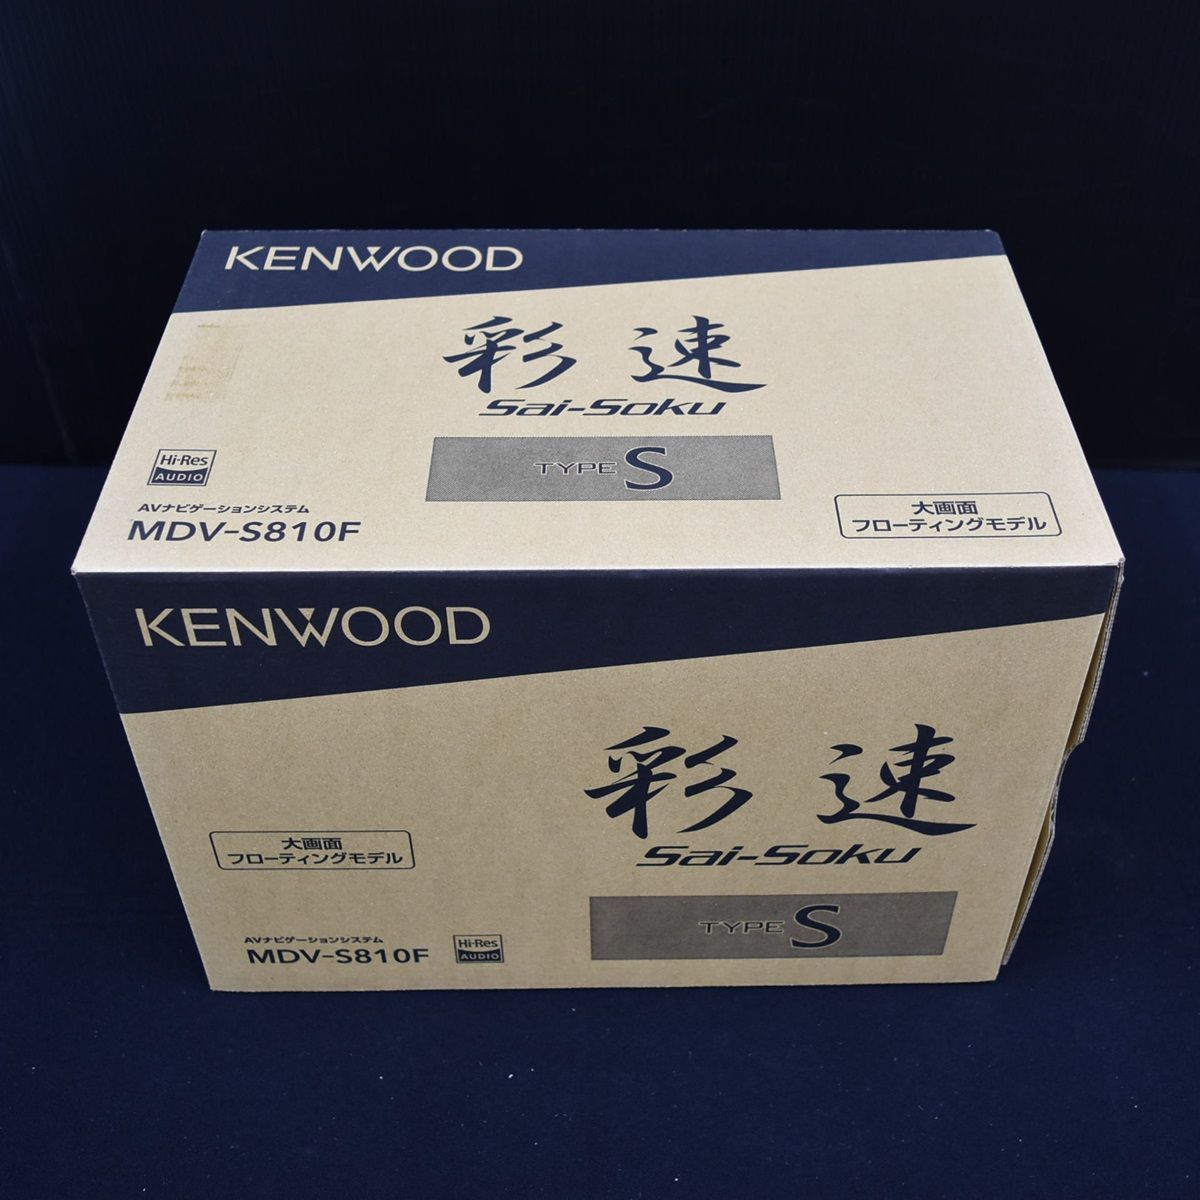 KENWOOD
彩速
Sai-Soku
TYPE S
Hi-Res
AUDIO
AVナビゲーションシステム
MDV-S810F
大画面
フローティングモデル
KENWOOD
彩速
Sai-Soku
大画面
フローティングモデル
TYPE S
AVナビゲーションシステム
MDV-S810F
Hi-Res
AUDIO